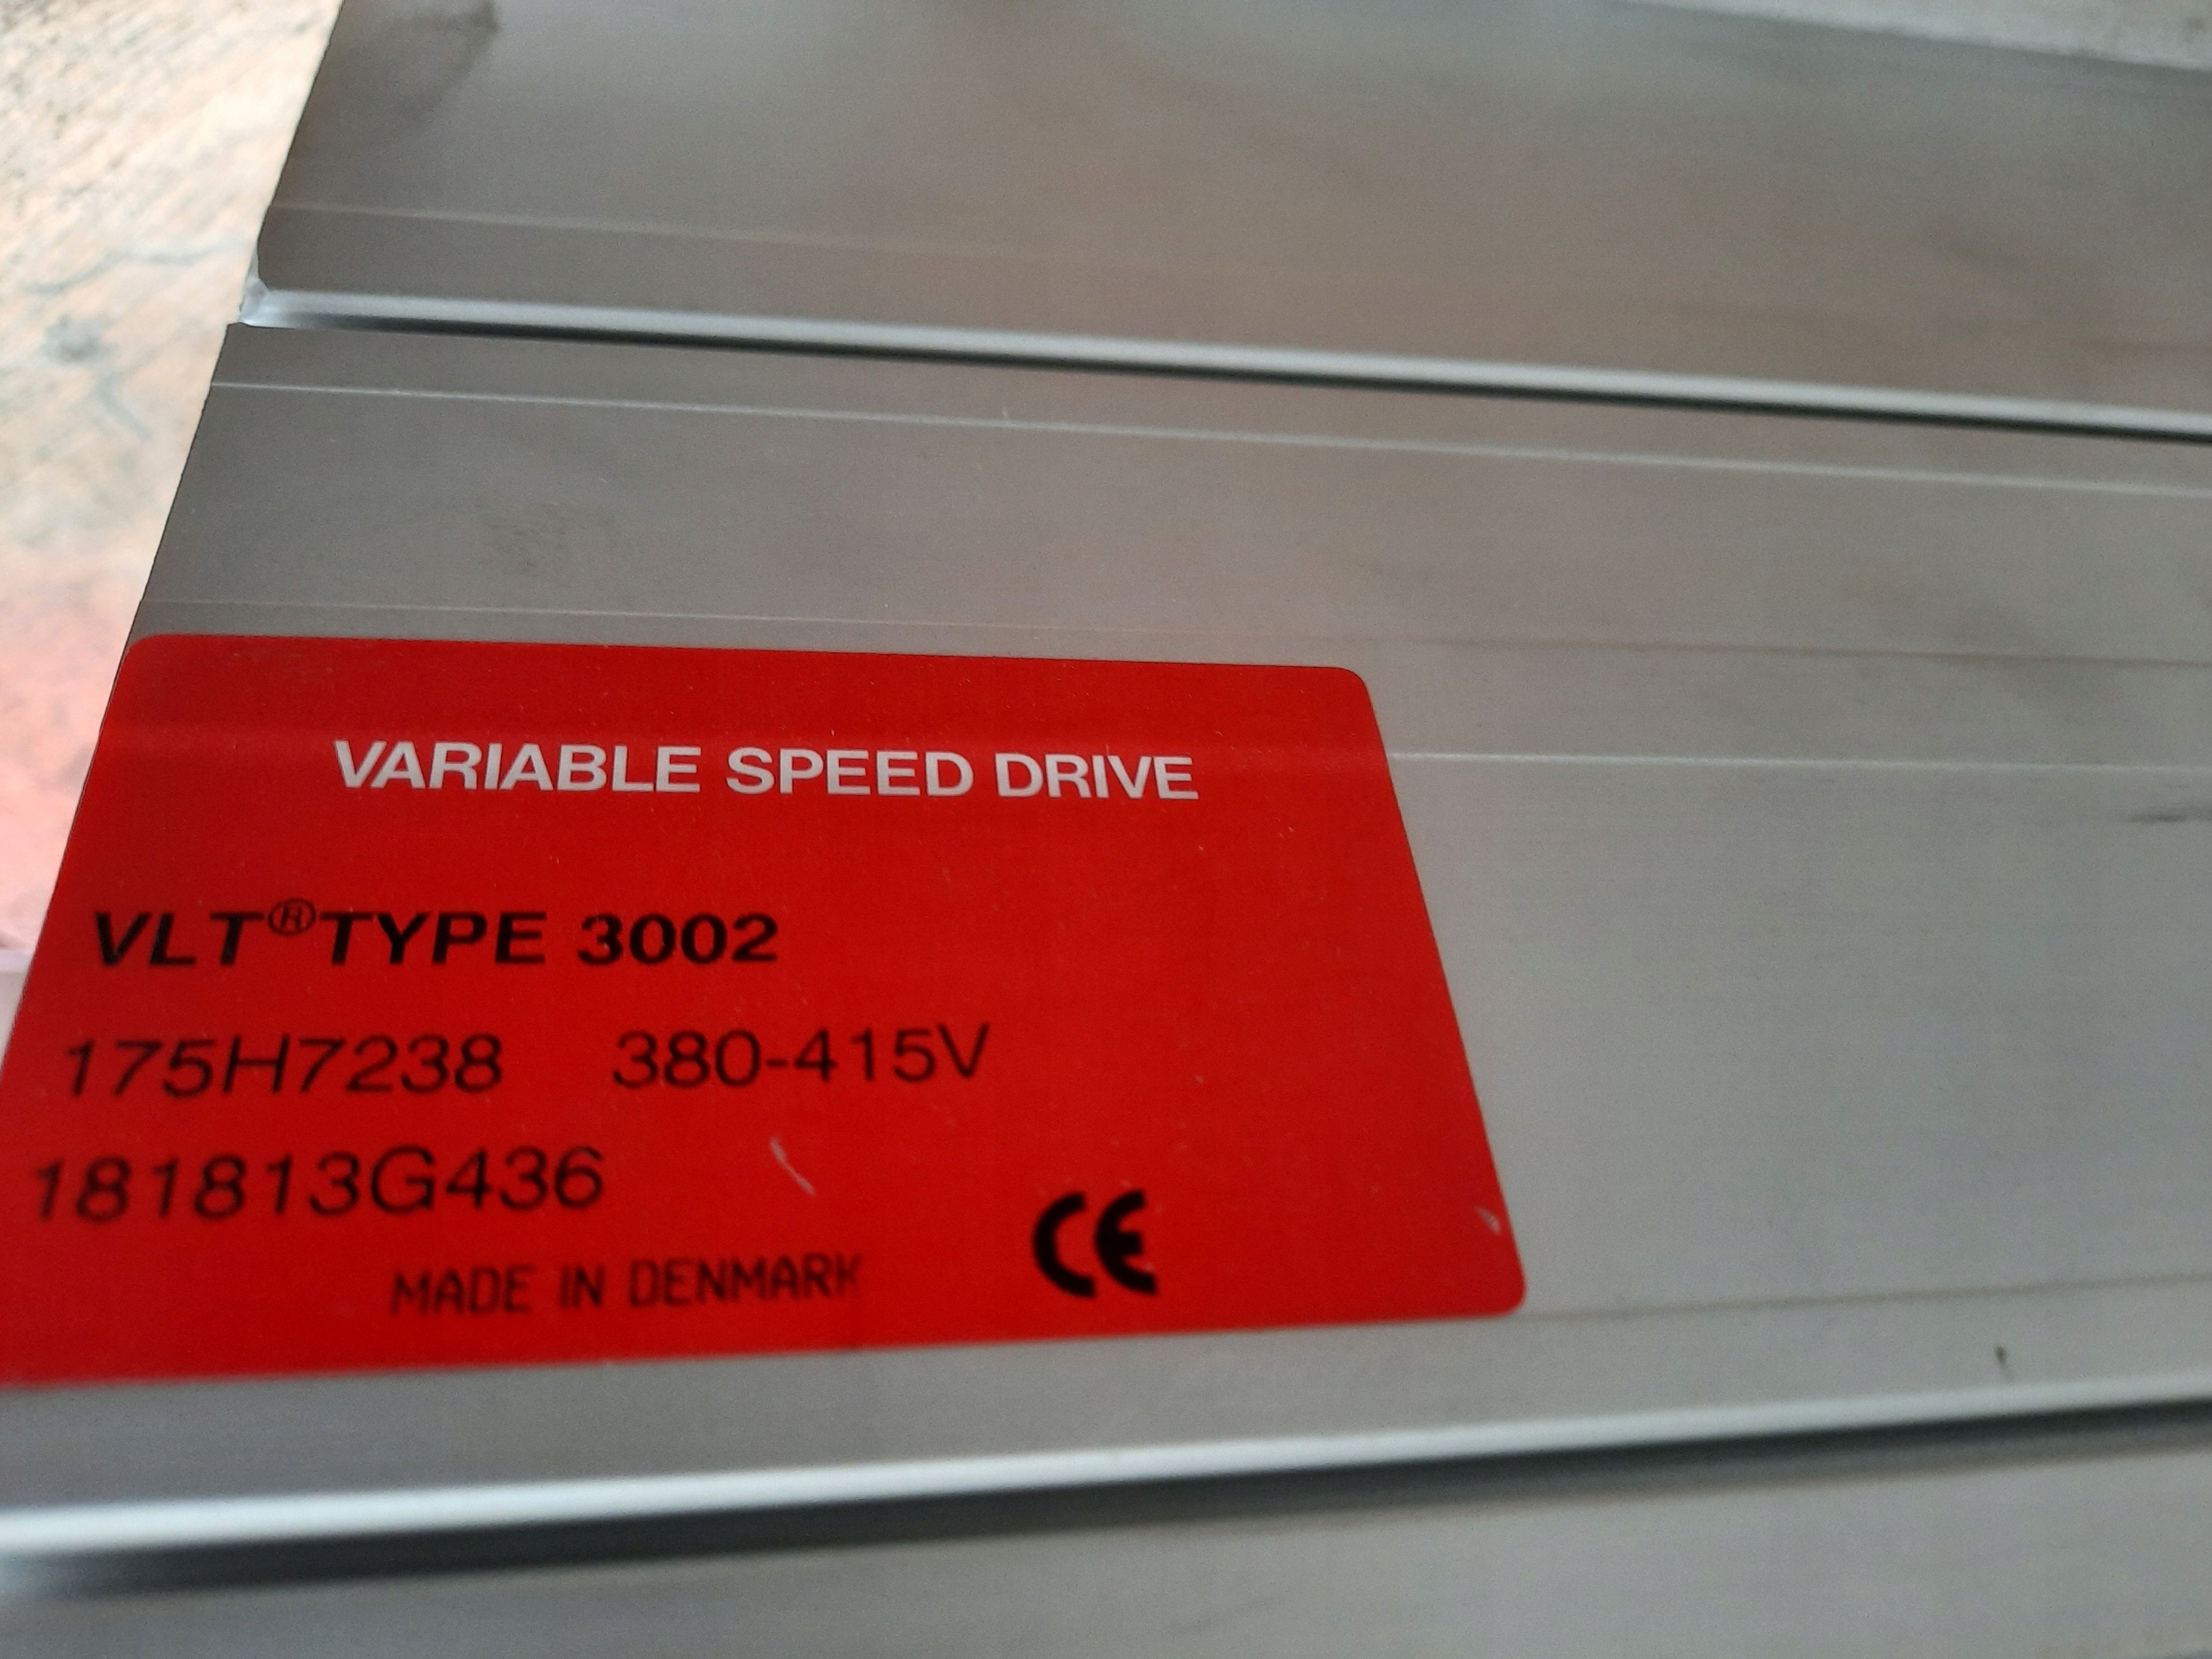 VARIABLE SPEED DRIVE
VLT® TYPE 3002
175H7238 380-415V
181813G436
MADE IN DENMARK CE